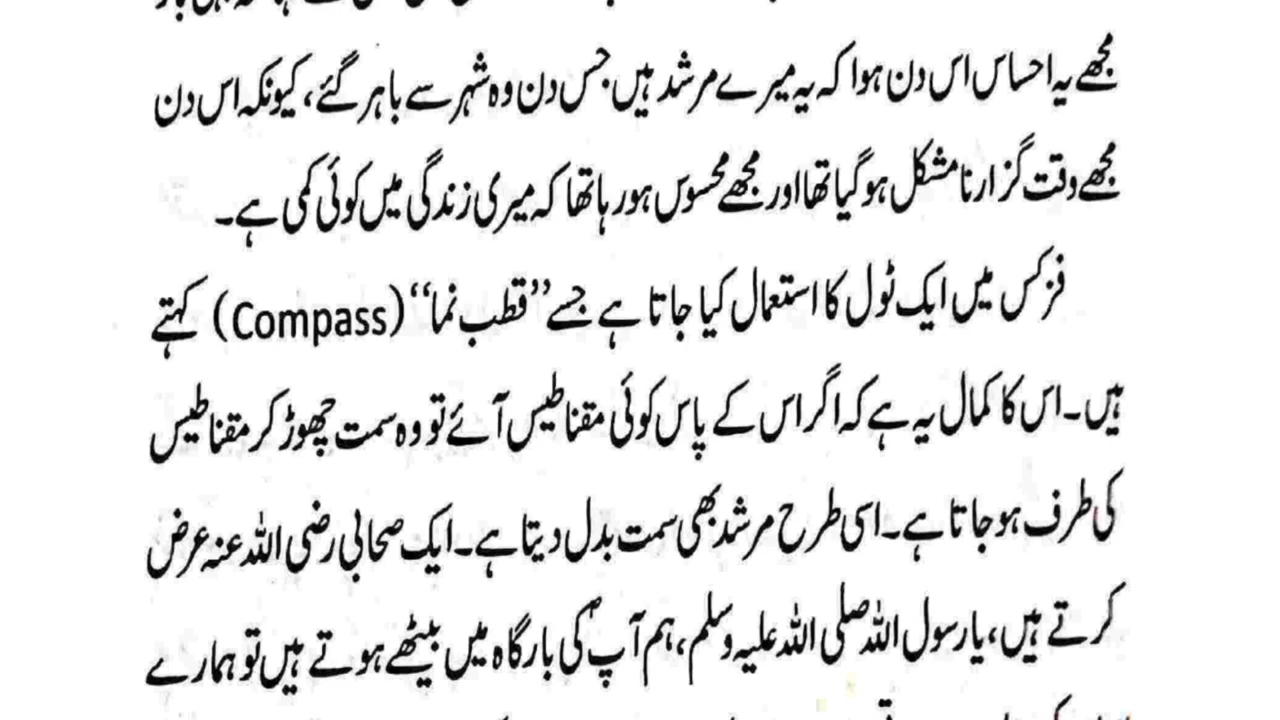 مجھے یہ احساس اس دن ہوا کہ یہ میرے مرشد ہیں جس دن وہ شہر سے باہر گئے، کیونکہ اس دن
مجھے وقت گزارنا مشکل ہو گیا تھا اور مجھے محسوس ہو رہا تھا کہ میری زندگی میں کوئی کمی ہے۔
فزکس میں ایک ٹول کا استعمال کیا جاتا ہے جسے ”قطب نما“ (Compass) کہتے
ہیں۔ اس کا کمال یہ ہے کہ اگر اس کے پاس کوئی مقناطیس آئے تو وہ سمت چھوڑ کر مقناطیس
کی طرف ہو جاتا ہے۔ اسی طرح مرشد بھی سمت بدل دیتا ہے۔ ایک صحابی رضی اللہ عنہ عرض
کرتے ہیں، یا رسول اللہ صلی اللہ علیہ وسلم، ہم آپؐ کی بارگاہ میں بیٹھے ہوتے ہیں تو ہمارے